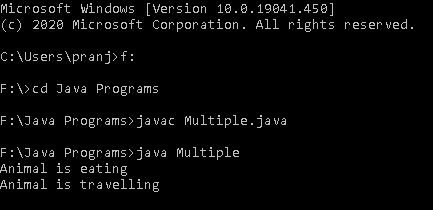 Microsoft Windows [Version 10.0.19041.450]
(c) 2020 Microsoft Corporation. All rights reserved.
C:\Users\pranj>f:
F:\>cd Java Programs
F:\Java Programs>javac Multiple.java
F:\Java Programs>java Multiple
Animal is eating
Animal is travelling